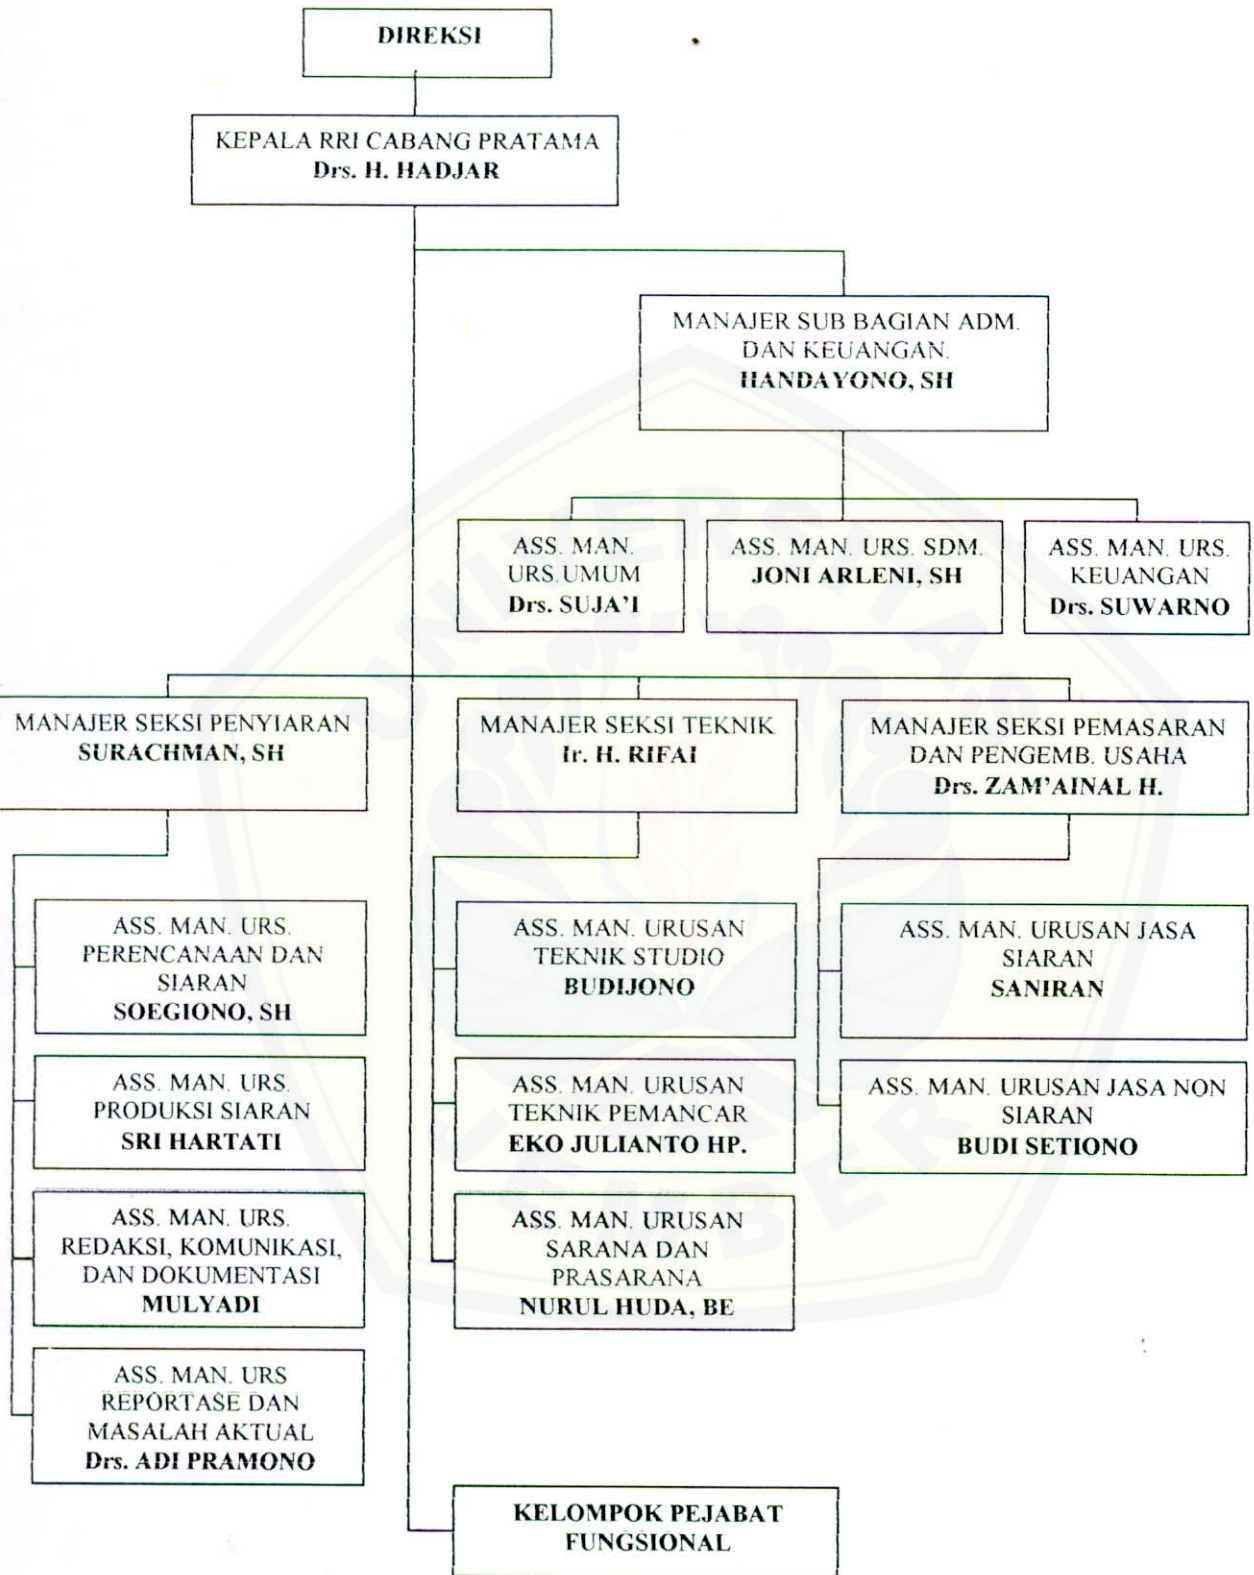 DIREKSI
KEPALA RRI CABANG PRATAMA
Drs. H. HADJAR
MANAJER SUB BAGIAN ADM.
DAN KEUANGAN.
HANDAYONO, SH
ASS. MAN.
URS.UMUM
Drs. SUJA'I
ASS. MAN. URS. SDM.
JONI ARLENI, SH
ASS. MAN. URS.
KEUANGAN
Drs. SUWARNO
MANAJER SEKSI PENYIARAN
SURACHMAN, SH
MANAJER SEKSI TEKNIK
Ir. H. RIFAI
MANAJER SEKSI PEMASARAN
DAN PENGEMB. USAHA
Drs. ZAM'AINAL H.
ASS. MAN. URS.
PERENCANAAN DAN
SIARAN
SOEGIONO, SH
ASS. MAN. URS.
PRODUKSI SIARAN
SRI HARTATI
ASS. MAN. URS.
REDAKSI, KOMUNIKASI,
DAN DOKUMENTASI
MULYADI
ASS. MAN. URS
REPORTASE DAN
MASALAH AKTUAL
Drs. ADI PRAMONO
ASS. MAN. URUSAN
TEKNIK STUDIO
BUDIJONO
ASS. MAN. URUSAN
TEKNIK PEMANCAR
EKO JULIANTO HP.
ASS. MAN. URUSAN
SARANA DAN
PRASARANA
NURUL HUDA, BE
ASS. MAN. URUSAN JASA
SIARAN
SANIRAN
ASS. MAN. URUSAN JASA NON
SIARAN
BUDI SETIONO
KELOMPOK PEJABAT
FUNGSIONAL
UNIVERSITAS
JEMBER